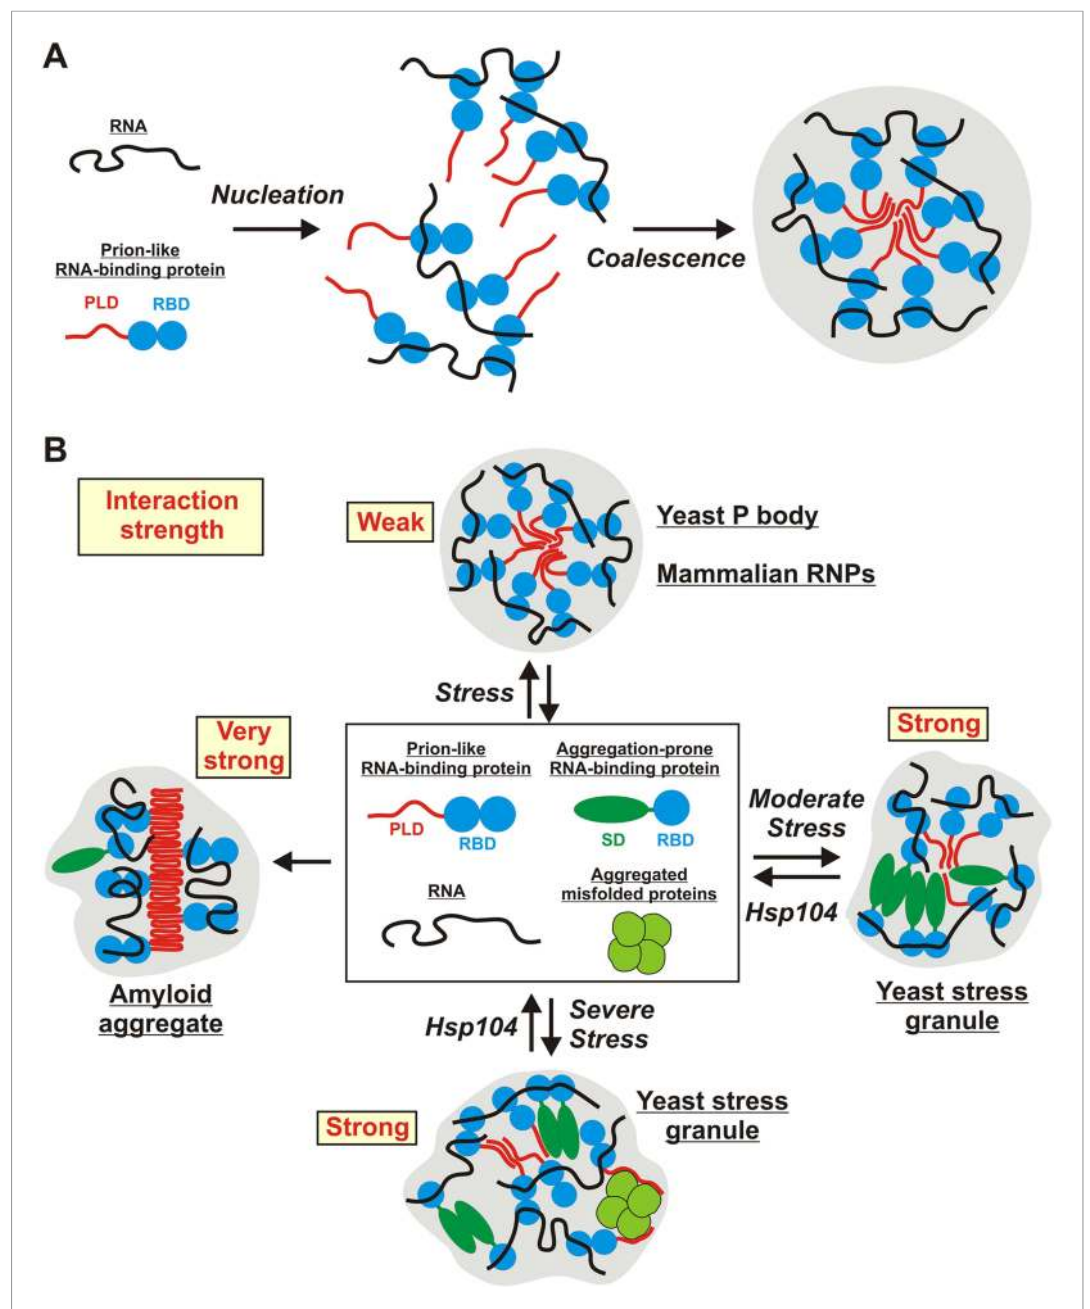 A
RNA
Prion-like
RNA-binding protein
PLD
RBD
Nucleation
Coalescence
B
Interaction
strength
Weak
Yeast P body
Mammalian RNPs
Stress
Very
strong
Strong
Prion-like
RNA-binding protein
PLD
RBD
Aggregation-prone
RNA-binding protein
SD
RBD
RNA
Aggregated
misfolded proteins
Moderate
Stress
Hsp104
Amyloid
aggregate
Yeast stress
granule
Hsp104
Severe
Stress
Strong
Yeast stress
granule